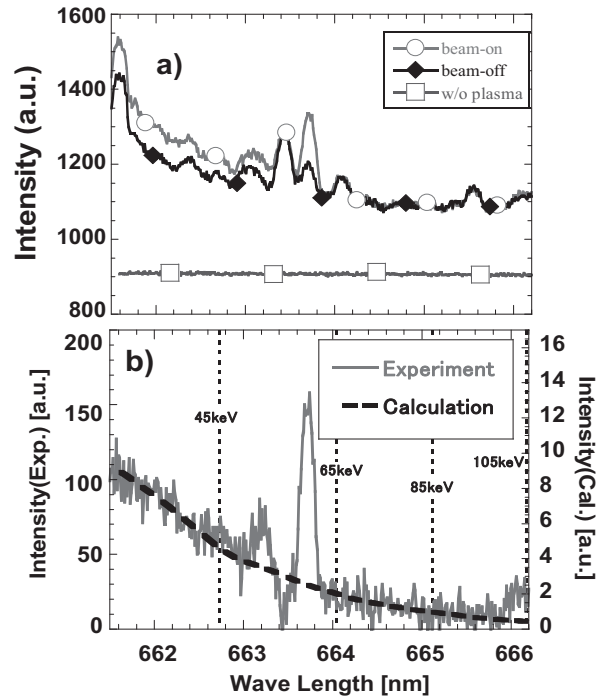 1600
1400
1200
1000
800
Intensity (a.u.)
a)
beam-on
beam-off
w/o plasma
b)
200
150
100
50
0
Intensity(Exp.) [a.u.]
Experiment
Calculation
45keV
65keV
85keV
105keV
16
14
12
10
8
6
4
2
0
Intensity(Cal.) [a.u.]
662 663 664 665 666
Wave Length [nm]